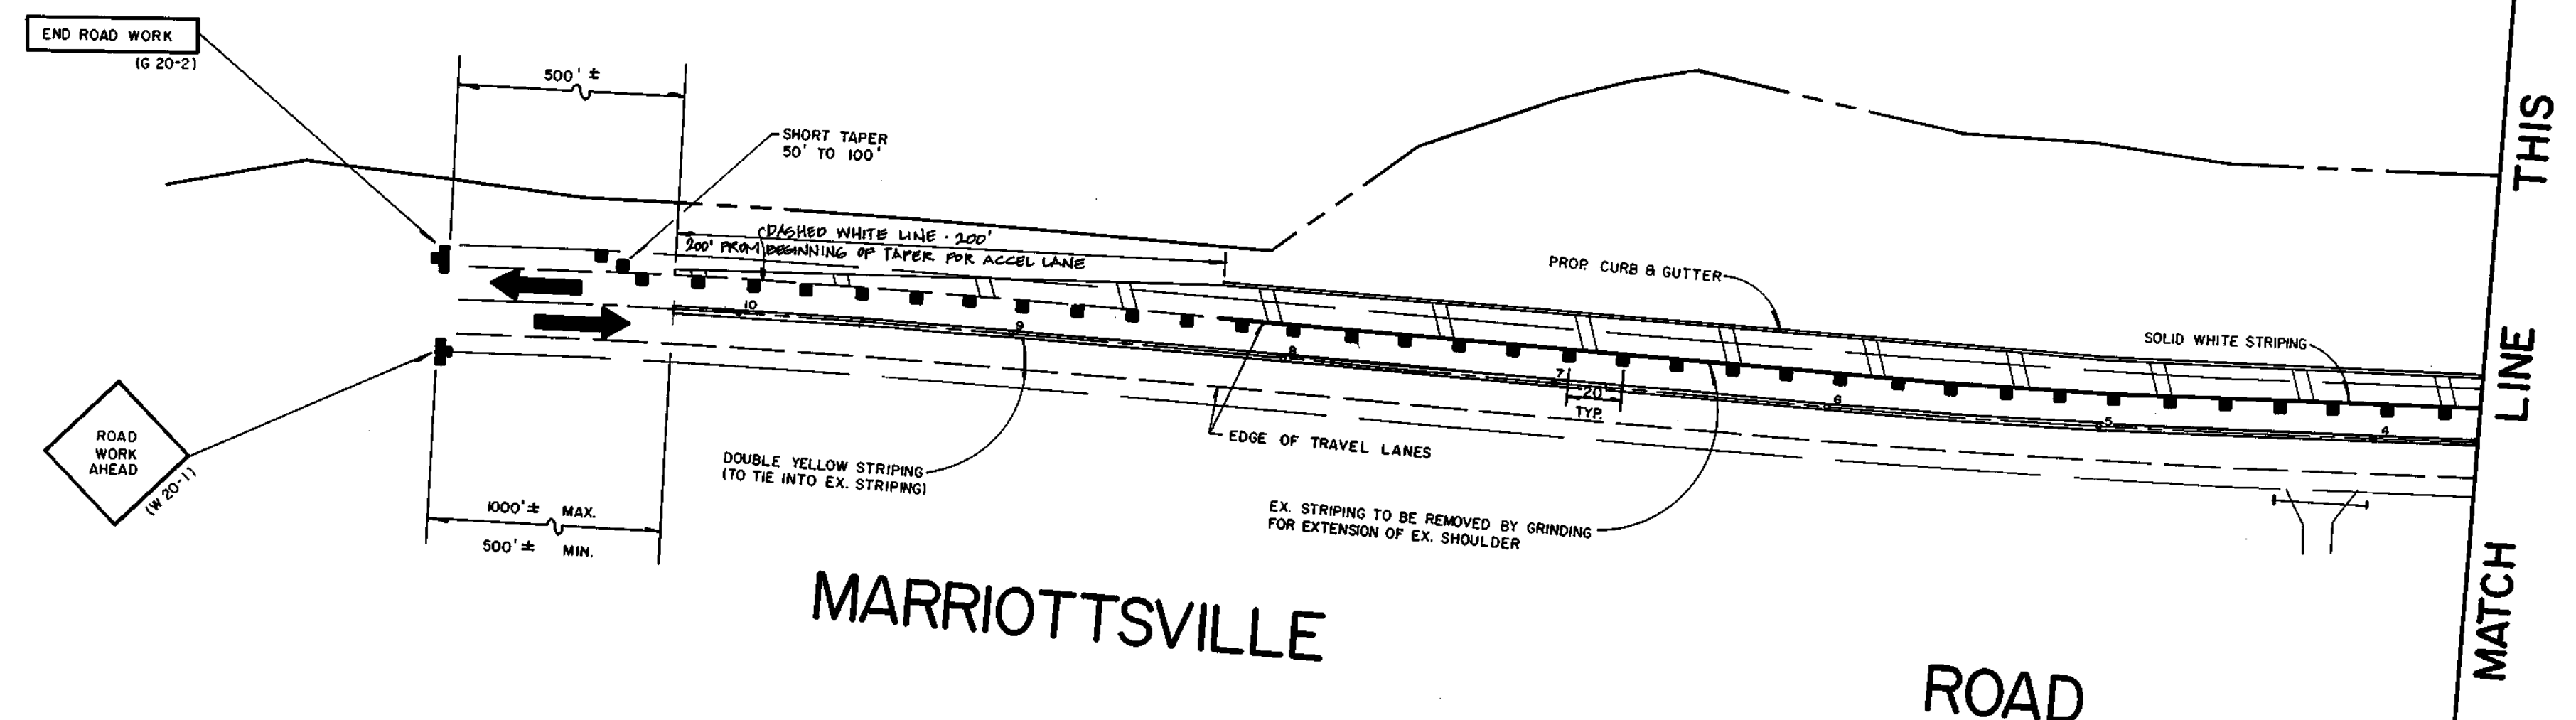 END ROAD WORK
(G 20-2)
500' ±
SHORT TAPER
50' TO 100'
DASHED WHITE LINE - 200'
200' FROM BEGINNING OF TAPER FOR ACCEL LANE
PROP. CURB & GUTTER
SOLID WHITE STRIPING
10
9
8
7
6
5
4
20
TYP.
EDGE OF TRAVEL LANES
DOUBLE YELLOW STRIPING
(TO TIE INTO EX. STRIPING)
EX. STRIPING TO BE REMOVED BY GRINDING
FOR EXTENSION OF EX. SHOULDER
ROAD
WORK
AHEAD
(W 20-1)
1000' ± MAX.
500' ± MIN.
MARRIOTTSVILLE
ROAD
MATCH LINE THIS